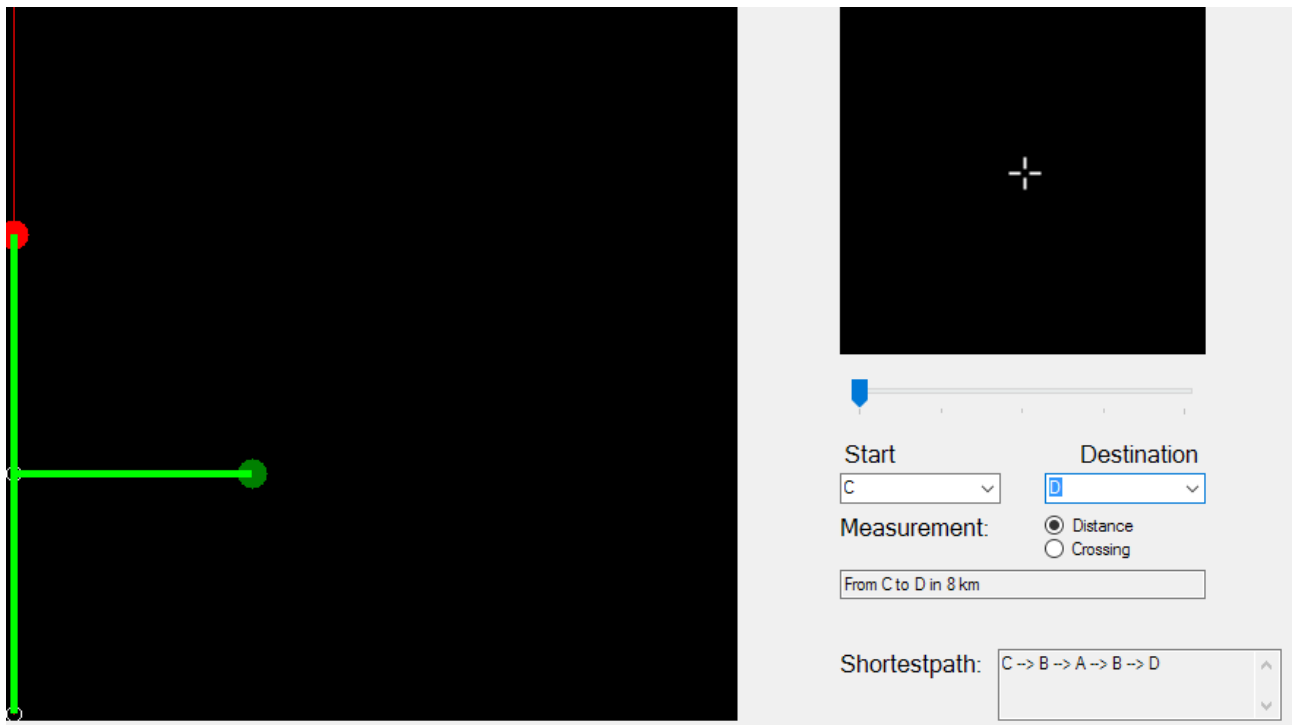 Start
Destination
C
D
Measurement:
Distance
Crossing
From C to D in 8 km
Shortestpath:
C --> B --> A --> B --> D